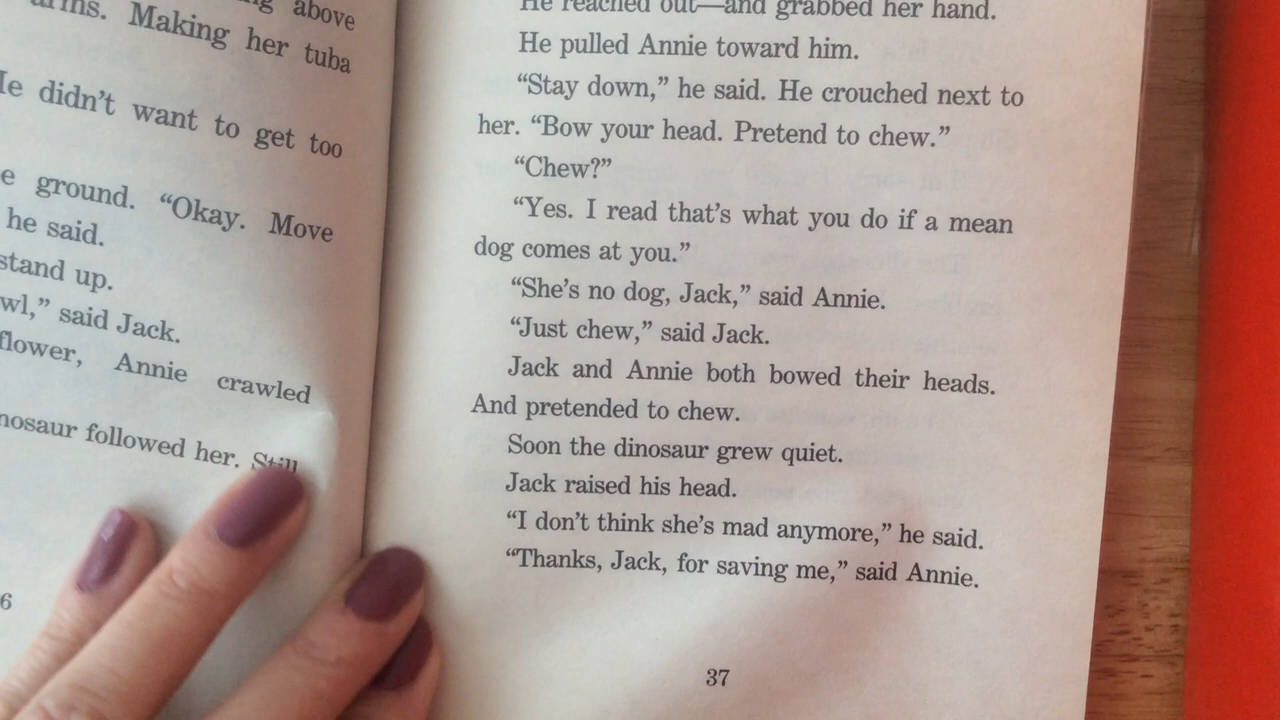 above
arms. Making her tuba
He didn't want to get too
ground. “Okay. Move
he said.
stand up.
said Jack.
flower, Annie crawled
followed her. Still
6
He reached out—and grabbed her hand.
He pulled Annie toward him.
“Stay down,” he said. He crouched next to
her. “Bow your head. Pretend to chew.”
“Chew?”
“Yes. I read that’s what you do if a mean
dog comes at you.”
“She’s no dog, Jack,” said Annie.
“Just chew,” said Jack.
Jack and Annie both bowed their heads.
And pretended to chew.
Soon the dinosaur grew quiet.
Jack raised his head.
“I don’t think she’s mad anymore,” he said.
“Thanks, Jack, for saving me,” said Annie.
37